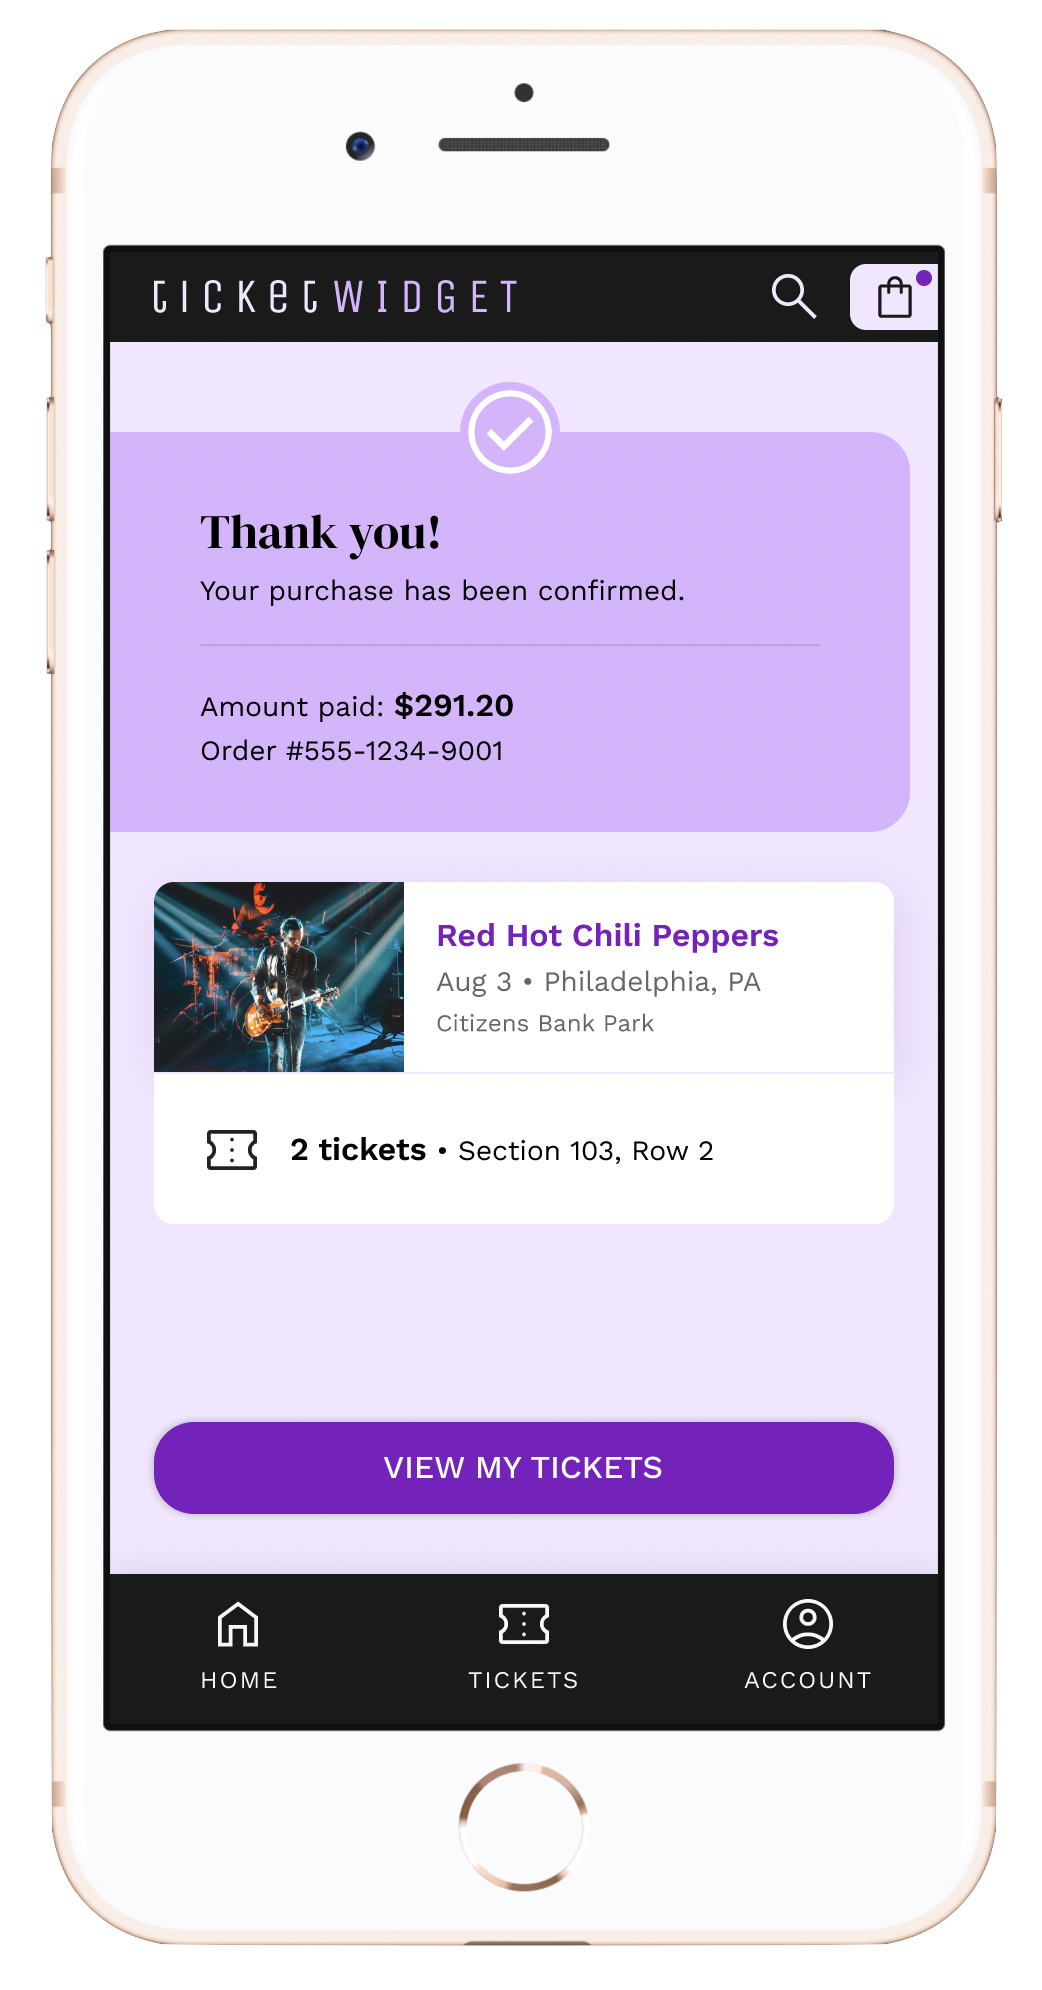 ticketWIDGET
Thank you!
Your purchase has been confirmed.
Amount paid: $291.20
Order #555-1234-9001
Red Hot Chili Peppers
Aug 3 • Philadelphia, PA
Citizens Bank Park
2 tickets • Section 103, Row 2
VIEW MY TICKETS
HOME TICKETS ACCOUNT